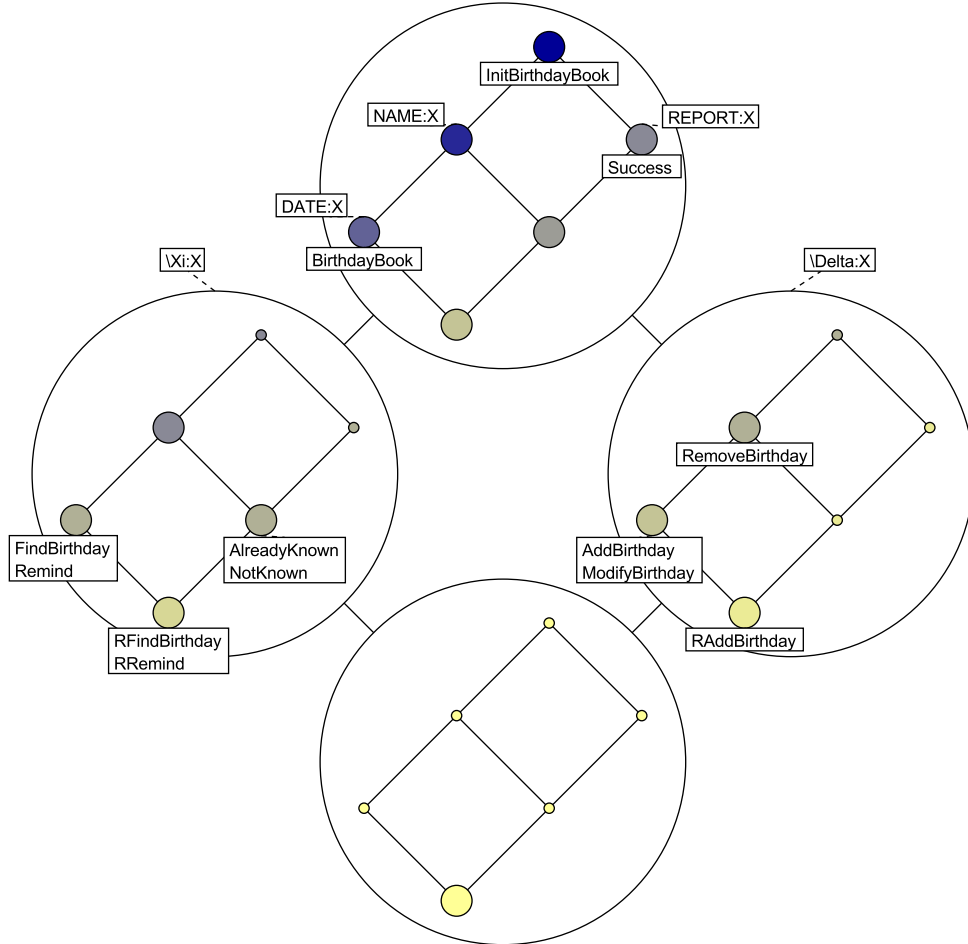 InitBirthdayBook
NAME:X
REPORT:X
Success
DATE:X
BirthdayBook
\Xi:X
\Delta:X
RemoveBirthday
FindBirthday
Remind
AlreadyKnown
NotKnown
AddBirthday
ModifyBirthday
RFindBirthday
RRemind
RAddBirthday